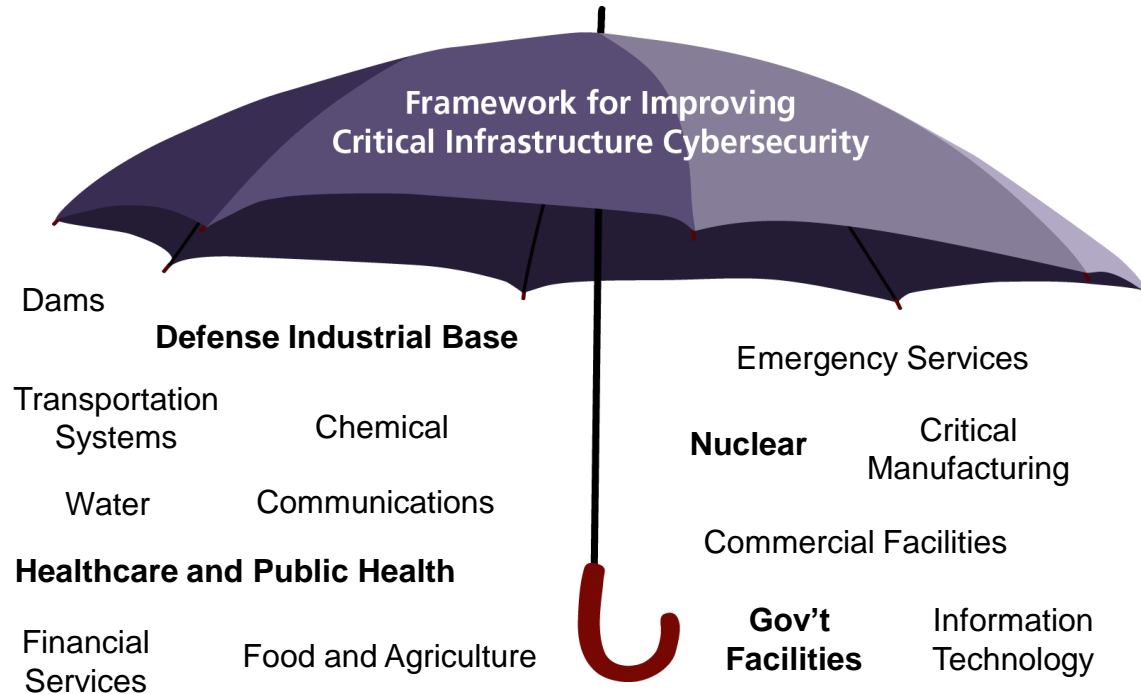 Framework for Improving
Critical Infrastructure Cybersecurity
Dams
Defense Industrial Base
Emergency Services
Transportation
Systems
Chemical
Nuclear
Critical
Manufacturing
Water
Communications
Commercial Facilities
Healthcare and Public Health
Financial
Services
Food and Agriculture
Gov't
Facilities
Information
Technology